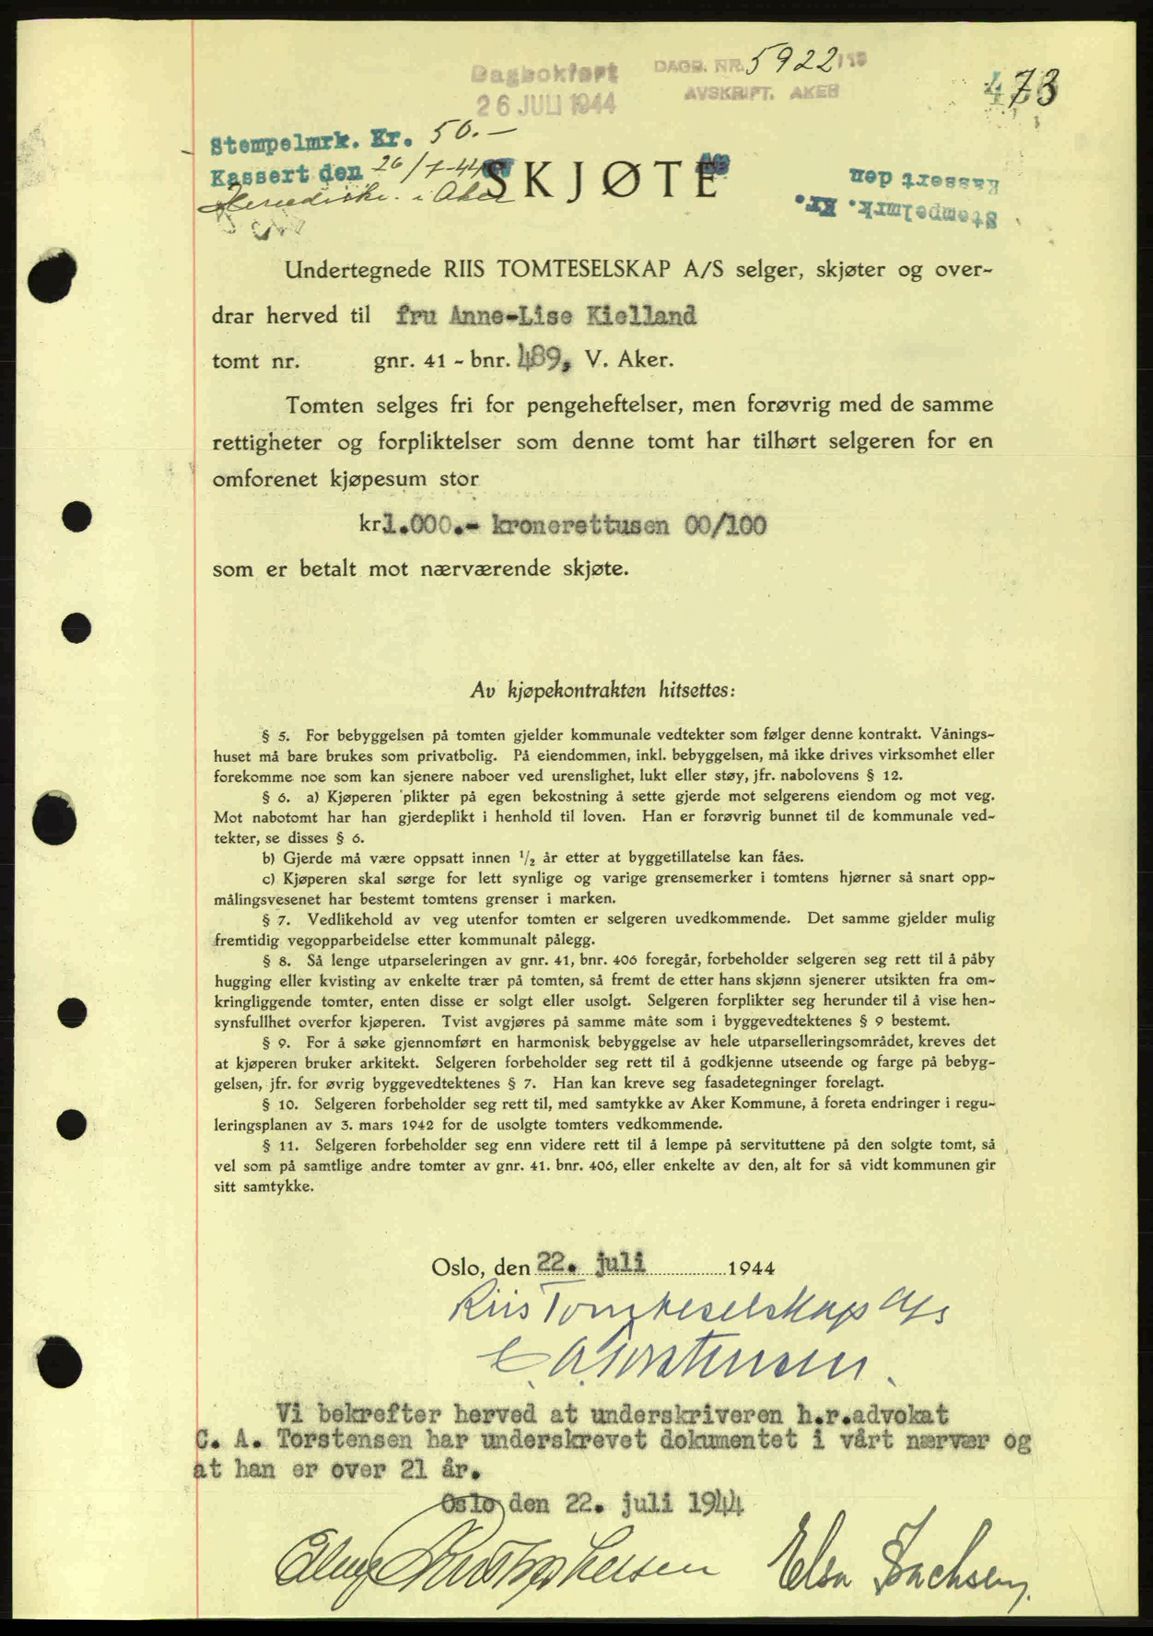 Dagbokført
26 JULI 1944
DAGB. NR. 5922
AVSKRIFT. AKER
73
Stempelmrk. Kr. 50.-
Kassert den 26/7-44
i Aker
SKJØTE
Stempelmrk. Kr.
Kassert den
Undertegnede RIIS TOMTESELSKAP A/S selger, skjøter og over-
drar herved til fru Anne-Lise Kielland
tomt nr. gnr. 41 - bnr. 489, V. Aker.
Tomten selges fri for pengeheftelser, men forøvrig med de samme
rettigheter og forpliktelser som denne tomt har tilhørt selgeren for en
omforenet kjøpesum stor
kr 1.000.- kronerettusen 00/100
som er betalt mot nærværende skjøte.
Av kjøpekontrakten hitsettes:
§ 5. For bebyggelsen på tomten gjelder kommunale vedtekter som følger denne kontrakt. Vånings-
huset må bare brukes som privatbolig. På eiendommen, inkl. bebyggelsen, må ikke drives virksomhet eller
forekomme noe som kan sjenere naboer ved urenslighet, lukt eller støy, jfr. nabolovens § 12.
§ 6. a) Kjøperen plikter på egen bekostning å sette gjerde mot selgerens eiendom og mot veg.
Mot nabotomt har han gjerdeplikt i henhold til loven. Han er forøvrig bunnet til de kommunale ved-
tekter, se disses § 6.
b) Gjerde må være oppsatt innen 1/2 år etter at byggetillatelse kan fåes.
c) Kjøperen skal sørge for lett synlige og varige grensemerker i tomtens hjørner så snart opp-
målingsvesenet har bestemt tomtens grenser i marken.
§ 7. Vedlikehold av veg utenfor tomten er selgeren uvedkommende. Det samme gjelder mulig
fremtidig vegopparbeidelse etter kommunalt pålegg.
§ 8. Så lenge utparseleringen av gnr. 41, bnr. 406 foregår, forbeholder selgeren seg rett til å påby
hugging eller kvisting av enkelte trær på tomten, så fremt de etter hans skjønn sjenerer utsikten fra om-
kringliggende tomter, enten disse er solgt eller usolgt. Selgeren forplikter seg herunder til å vise hen-
synsfullhet overfor kjøperen. Tvist avgjøres på samme måte som i byggevedtektenes § 9 bestemt.
§ 9. For å søke gjennomført en harmonisk bebyggelse av hele utparselleringsområdet, kreves det
at kjøperen bruker arkitekt. Selgeren forbeholder seg rett til å godkjenne utseende og farge på bebyg-
gelsen, jfr. for øvrig byggevedtektenes § 7. Han kan kreve seg fasadetegninger forelagt.
§ 10. Selgeren forbeholder seg rett til, med samtykke av Aker Kommune, å foreta endringer i regu-
leringsplanen av 3. mars 1942 for de usolgte tomters vedkommende.
§ 11. Selgeren forbeholder seg enn videre rett til å lempe på servituttene på den solgte tomt, så
vel som på samtlige andre tomter av gnr. 41. bnr. 406, eller enkelte av den, alt for så vidt kommunen gir
sitt samtykke.
Oslo, den 22. juli 1944
Riis Tomteselskap A/s
C. A. Torstensen.
Vi bekrefter herved at underskriveren h.r.advokat
C. A. Torstensen har underskrevet dokumentet i vårt nærvær og
at han er over 21 år.
Oslo den 22. juli 1944
Elsa